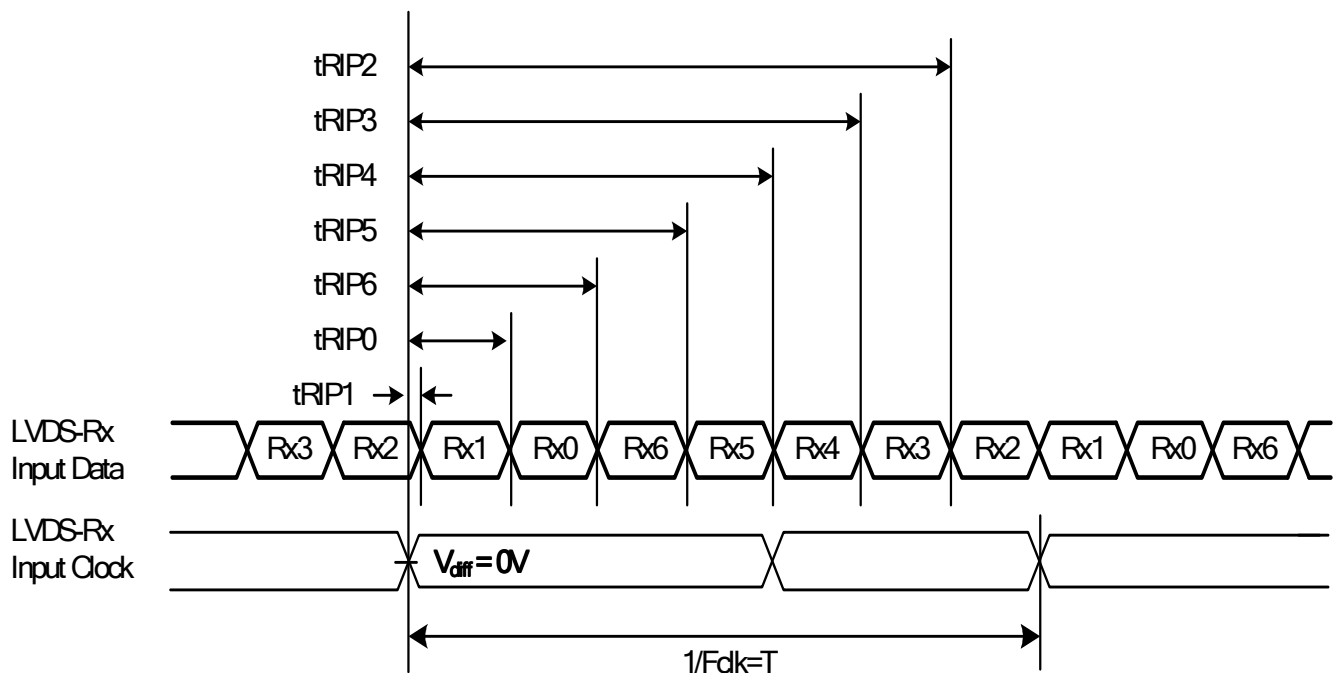 tRIP2
tRIP3
tRIP4
tRIP5
tRIP6
tRIP0
tRIP1
LVDS-Rx
Input Data
Rx3 Rx2 Rx1 Rx0 Rx6 Rx5 Rx4 Rx3 Rx2 Rx1 Rx0 Rx6
LVDS-Rx
Input Clock
Vdiff = 0V
1/Fclk=T